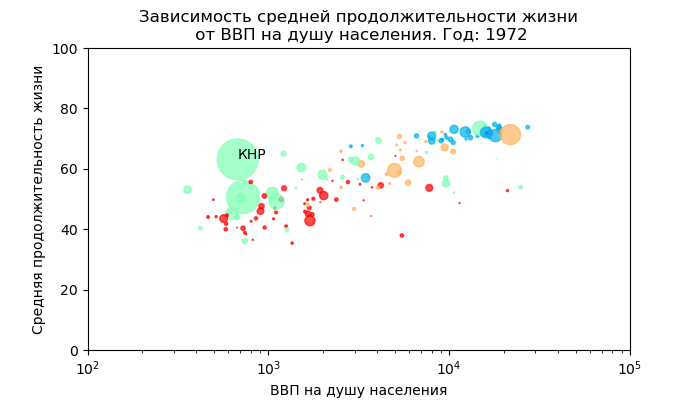 Зависимость средней продолжительности жизни
от ВВП на душу населения. Год: 1972
Средняя продолжительность жизни
100
80
60
40
20
0
КНР
10²
10³
10⁴
10⁵
ВВП на душу населения